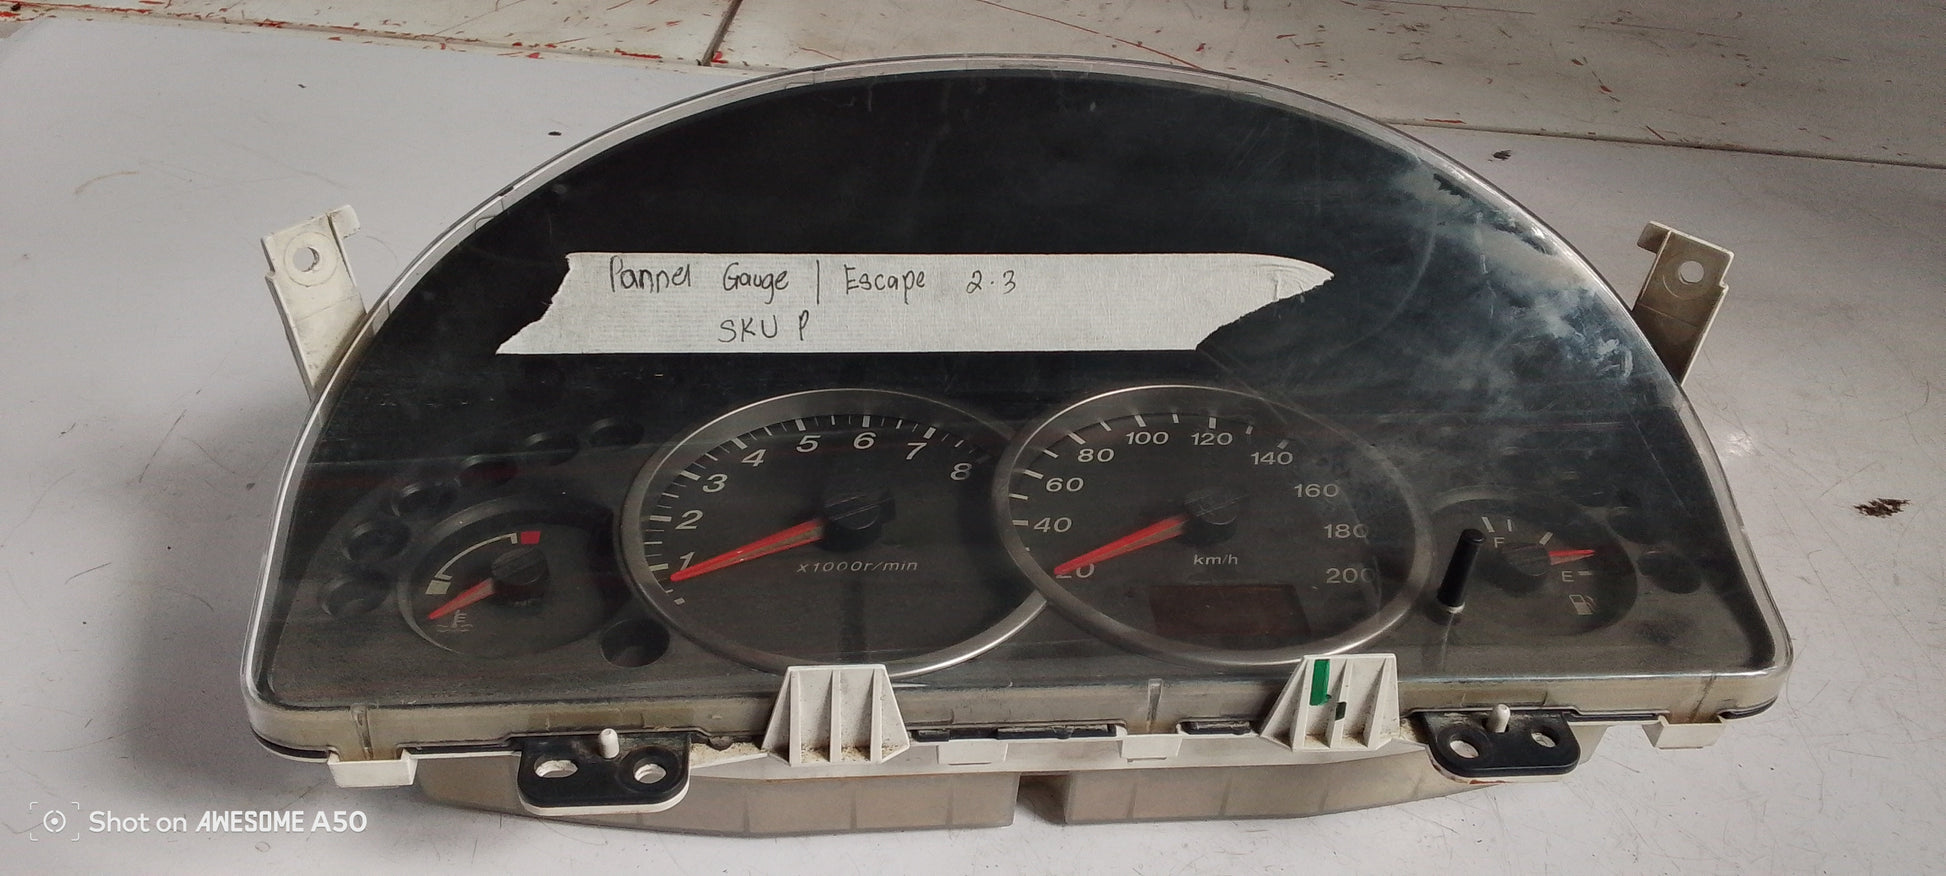 Pannel Gauge | Escape 2.3
SKU P
1 2 3 4 5 6 7 8
x1000r/min
20 40 60 80 100 120 140 160 180 200
km/h
F
E
Shot on AWESOME A50